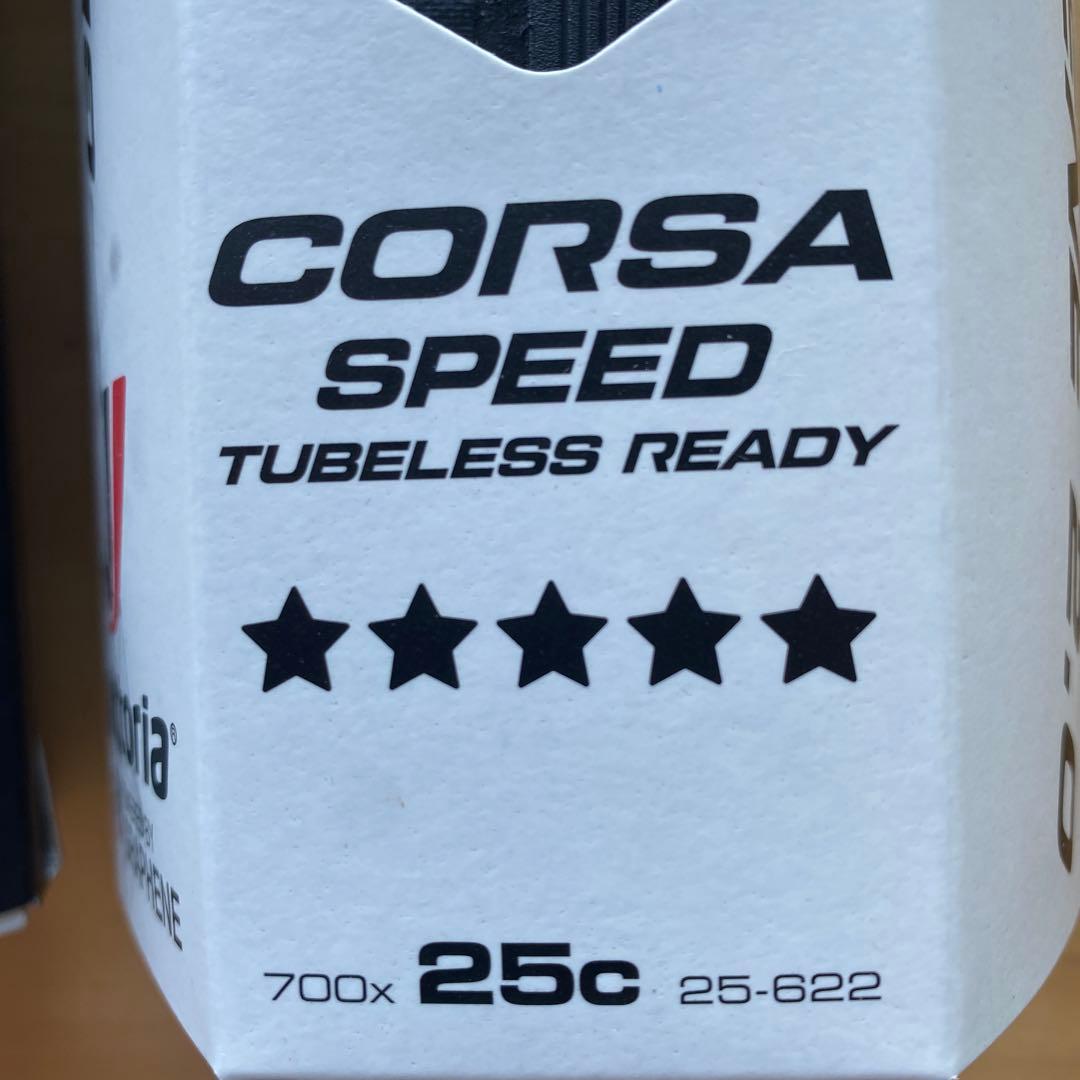 CORSA
SPEED
TUBELESS READY
700x 25c 25-622